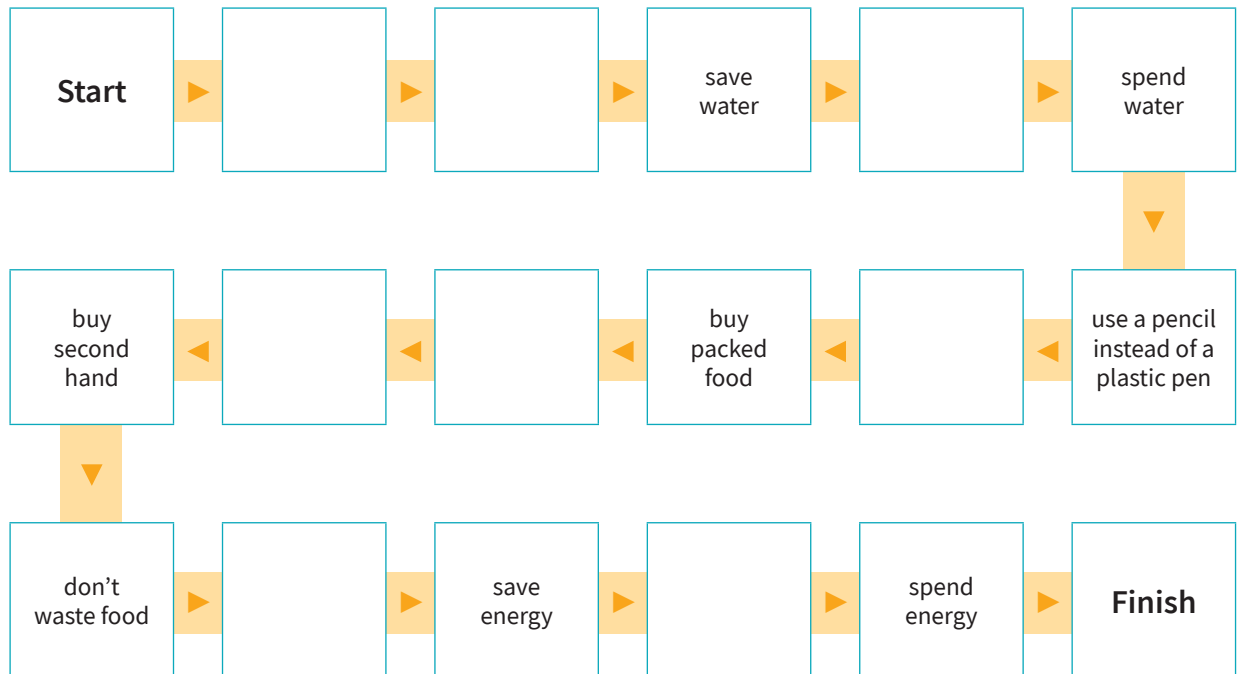 Start
save
water
spend
water
use a pencil
instead of a
plastic pen
buy
packed
food
buy
second
hand
don't
waste food
save
energy
spend
energy
Finish